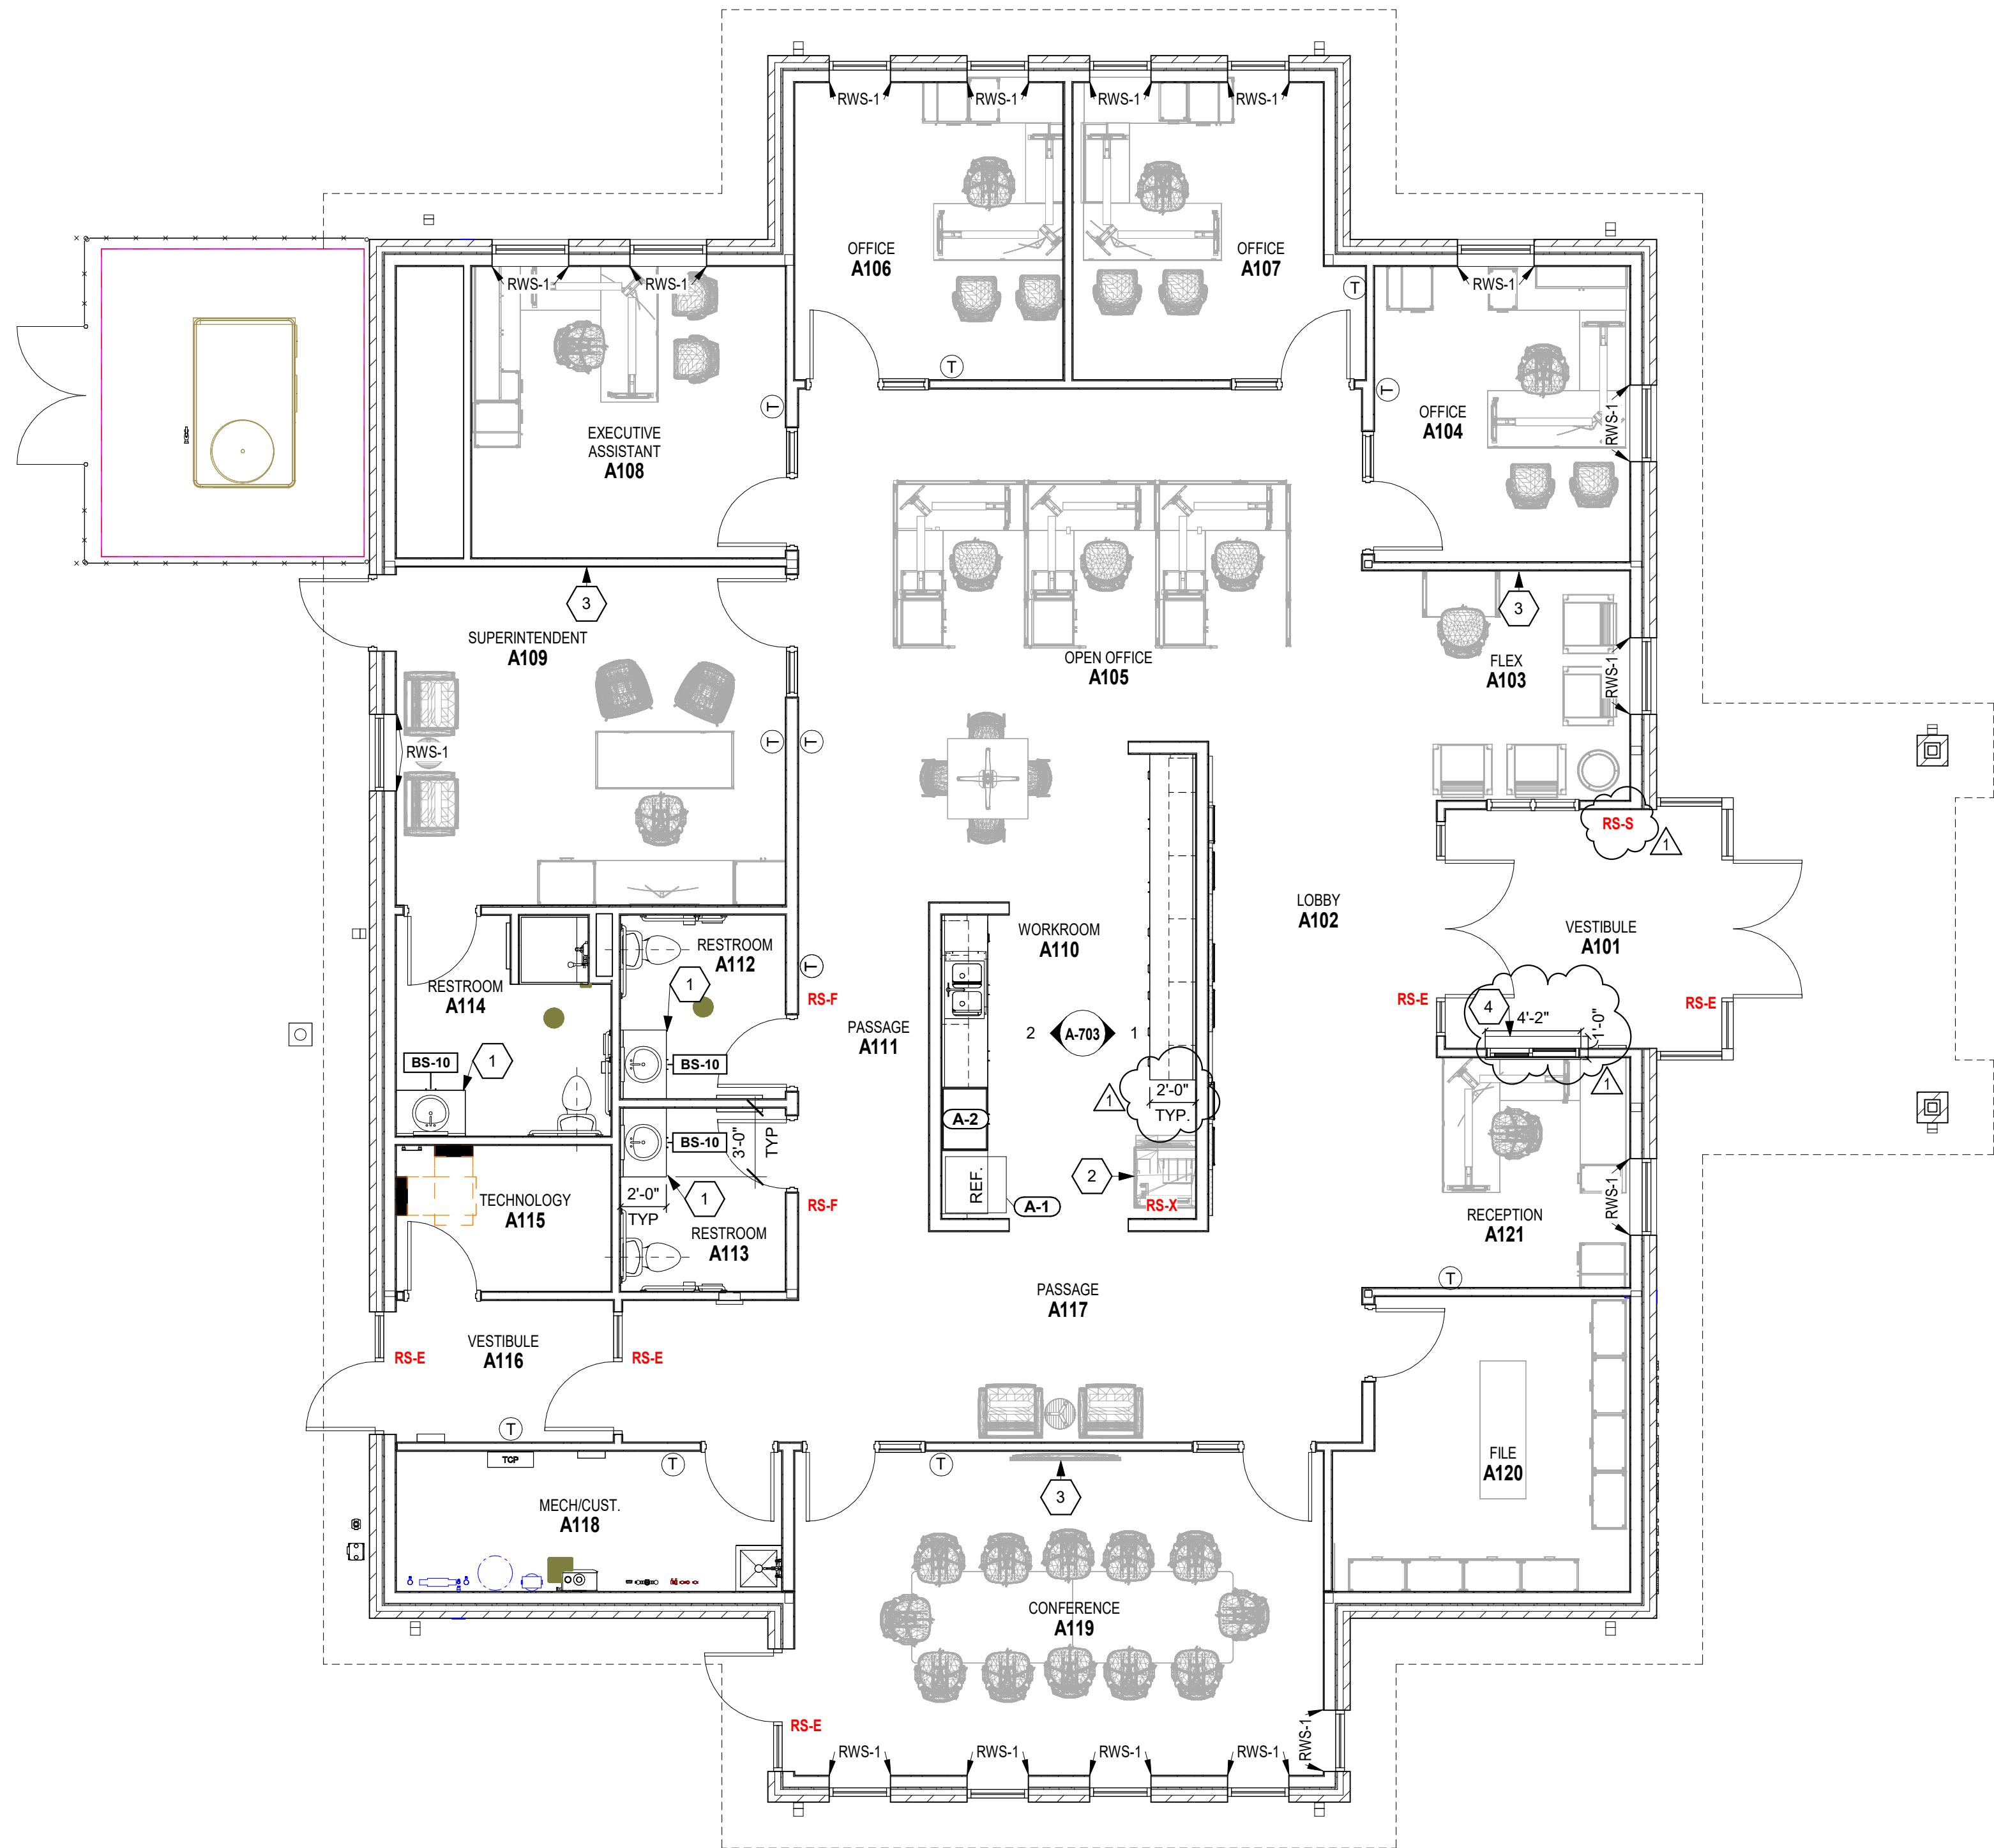 RWS-1
RWS-1
RWS-1
RWS-1
OFFICE
A106
OFFICE
A107
RWS-1
RWS-1
RWS-1
T
T
T
T
EXECUTIVE
ASSISTANT
A108
OFFICE
A104
RWS-1
3
3
SUPERINTENDENT
A109
OPEN OFFICE
A105
FLEX
A103
RWS-1
RWS-1
T
T
RS-S
1
LOBBY
A102
VESTIBULE
A101
WORKROOM
A110
RESTROOM
A112
T
1
RESTROOM
A114
RS-F
RS-E
RS-E
4
4'-2"
1'-0"
PASSAGE
A111
2
A-703
1
BS-10
1
BS-10
1
1
2'-0"
TYP.
A-2
BS-10
3'-0"
TYP
2
REF.
A-1
RS-X
RS-F
2'-0"
TYP
1
TECHNOLOGY
A115
RESTROOM
A113
RWS-1
RECEPTION
A121
T
PASSAGE
A117
VESTIBULE
A116
RS-E
RS-E
T
T
T
TCP
3
FILE
A120
MECH/CUST.
A118
CONFERENCE
A119
RS-E
RWS-1
RWS-1
RWS-1
RWS-1
RWS-1